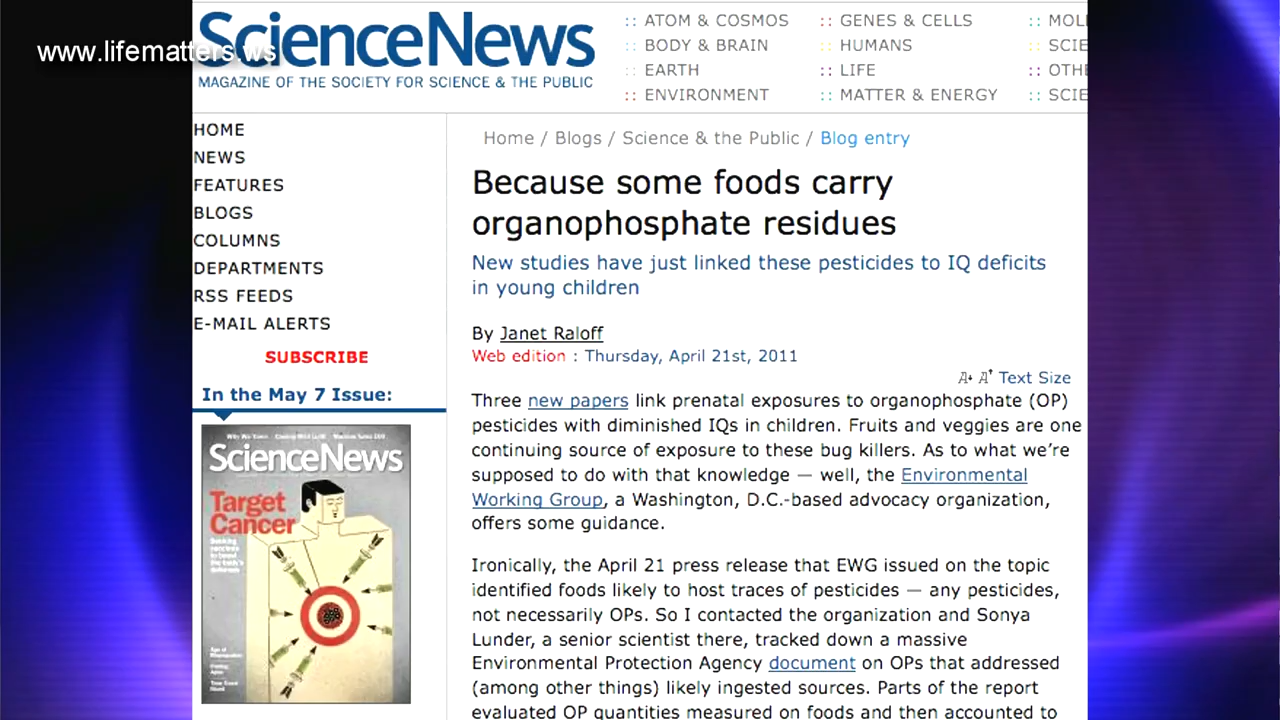 www.lifematters.ws
ScienceNews
MAGAZINE OF THE SOCIETY FOR SCIENCE & THE PUBLIC
:: ATOM & COSMOS
:: BODY & BRAIN
:: EARTH
:: ENVIRONMENT
:: GENES & CELLS
:: HUMANS
:: LIFE
:: MATTER & ENERGY
:: MOL
:: SCIE
:: OTHE
:: SCIE
HOME
NEWS
FEATURES
BLOGS
COLUMNS
DEPARTMENTS
RSS FEEDS
E-MAIL ALERTS
SUBSCRIBE
In the May 7 Issue:
ScienceNews
Target
Cancer
Home / Blogs / Science & the Public / Blog entry
Because some foods carry
organophosphate residues
New studies have just linked these pesticides to IQ deficits
in young children
By Janet Raloff
Web edition : Thursday, April 21st, 2011
Text Size
Three new papers link prenatal exposures to organophosphate (OP)
pesticides with diminished IQs in children. Fruits and veggies are one
continuing source of exposure to these bug killers. As to what we're
supposed to do with that knowledge — well, the Environmental
Working Group, a Washington, D.C.-based advocacy organization,
offers some guidance.
Ironically, the April 21 press release that EWG issued on the topic
identified foods likely to host traces of pesticides — any pesticides,
not necessarily OPs. So I contacted the organization and Sonya
Lunder, a senior scientist there, tracked down a massive
Environmental Protection Agency document on OPs that addressed
(among other things) likely ingested sources. Parts of the report
evaluated OP quantities measured on foods and then accounted to